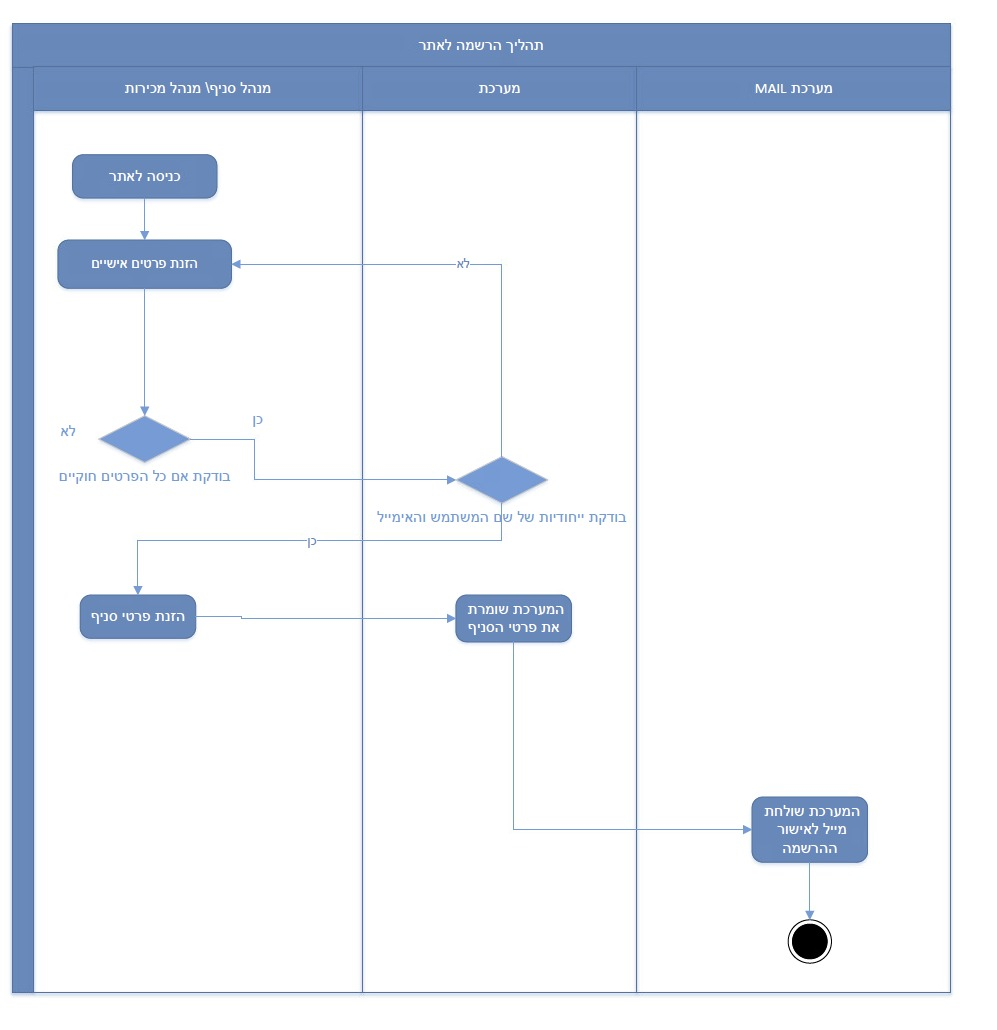 תהליך הרשמה לאתר
מנהל סניף\ מנהל מכירות
מערכת
מערכת MAIL
כניסה לאתר
הזנת פרטים אישיים
לא
כן
לא
בודקת אם כל הפרטים חוקיים
בודקת ייחודיות של שם המשתמש והאימייל
כן
הזנת פרטי סניף
המערכת שומרת
את פרטי הסניף
המערכת שולחת
מייל לאישור
ההרשמה